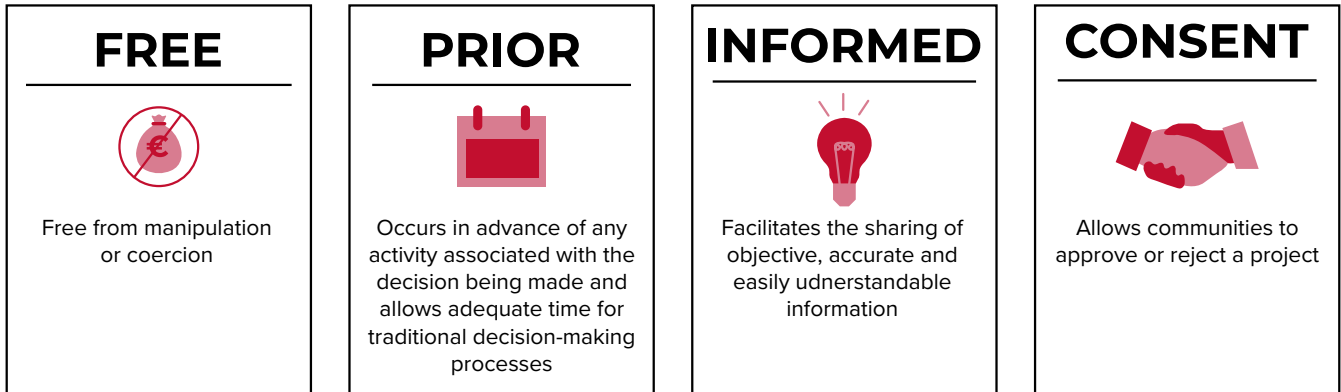 FREE
€
Free from manipulation
or coercion
PRIOR
Occurs in advance of any
activity associated with the
decision being made and
allows adequate time for
traditional decision-making
processes
INFORMED
Facilitates the sharing of
objective, accurate and
easily udnerstandable
information
CONSENT
Allows communities to
approve or reject a project